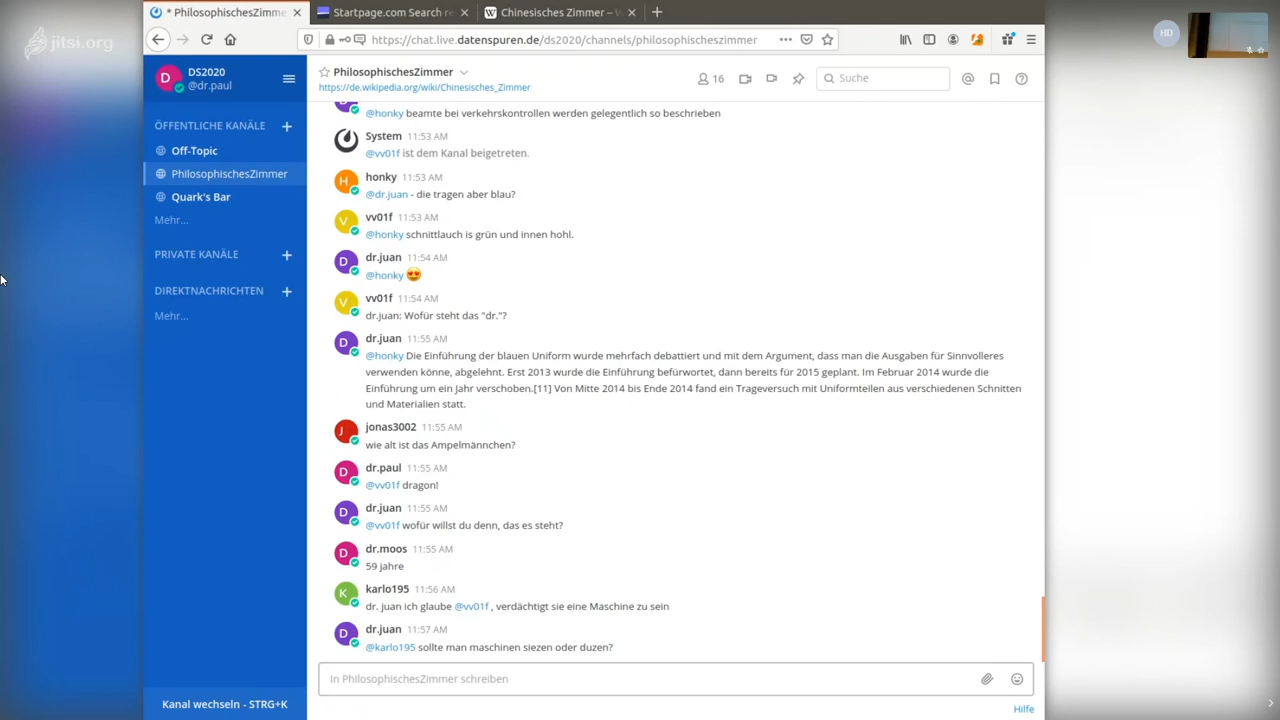 jitsi.org
* PhilosophischesZimmer
Startpage.com Search re
Chinesisches Zimmer – W
https://chat.live.datenspuren.de/ds2020/channels/philosophischeszimmer
HD
DS2020
@dr.paul
ÖFFENTLICHE KANÄLE
Off-Topic
PhilosophischesZimmer
Quark's Bar
Mehr...
PRIVATE KANÄLE
DIREKTNACHRICHTEN
Mehr...
Kanal wechseln - STRG+K
PhilosophischesZimmer
https://de.wikipedia.org/wiki/Chinesisches_Zimmer
16
Suche
@honky beamte bei verkehrskontrollen werden gelegentlich so beschrieben
System 11:53 AM
@vv01f ist dem Kanal beigetreten.
honky 11:53 AM
@dr.juan - die tragen aber blau?
vv01f 11:53 AM
@honky schnittlauch is grün und innen hohl.
dr.juan 11:54 AM
@honky 😍
vv01f 11:54 AM
dr.juan: Wofür steht das "dr."?
dr.juan 11:55 AM
@honky Die Einführung der blauen Uniform wurde mehrfach debattiert und mit dem Argument, dass man die Ausgaben für Sinnvolleres
verwenden könne, abgelehnt. Erst 2013 wurde die Einführung befürwortet, dann bereits für 2015 geplant. Im Februar 2014 wurde die
Einführung um ein Jahr verschoben.[11] Von Mitte 2014 bis Ende 2014 fand ein Trageversuch mit Uniformteilen aus verschiedenen Schnitten
und Materialien statt.
jonas3002 11:55 AM
wie alt ist das Ampelmännchen?
dr.paul 11:55 AM
@vv01f dragon!
dr.juan 11:55 AM
@vv01f wofür willst du denn, das es steht?
dr.moos 11:55 AM
59 jahre
karlo195 11:56 AM
dr. juan ich glaube @vv01f , verdächtigt sie eine Maschine zu sein
dr.juan 11:57 AM
@karlo195 sollte man maschinen siezen oder duzen?
In PhilosophischesZimmer schreiben
Hilfe